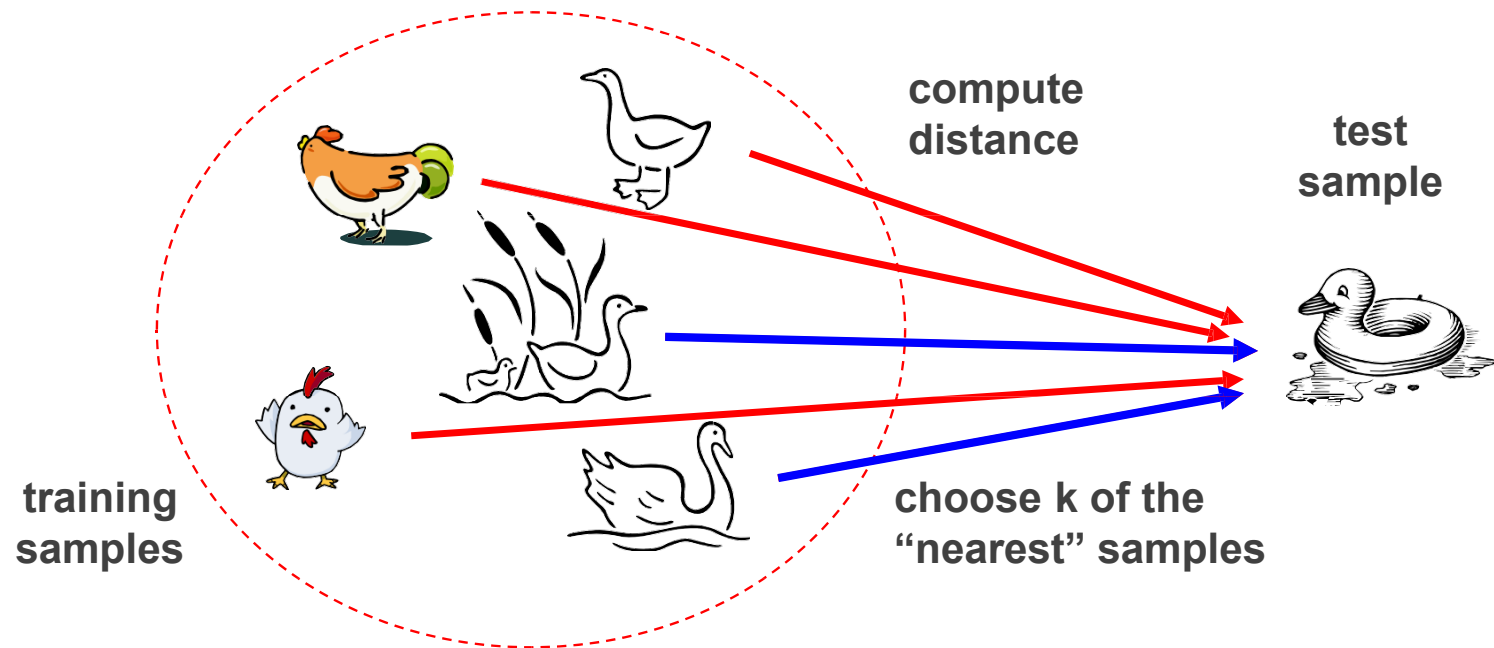 compute
distance
test
sample
training
samples
choose k of the
“nearest” samples